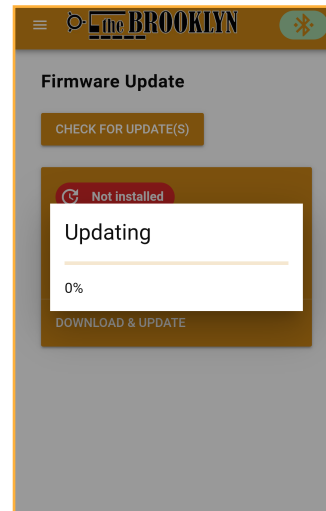 the BROOKLYN
Firmware Update
CHECK FOR UPDATE(S)
Not installed
Updating
0%
DOWNLOAD & UPDATE